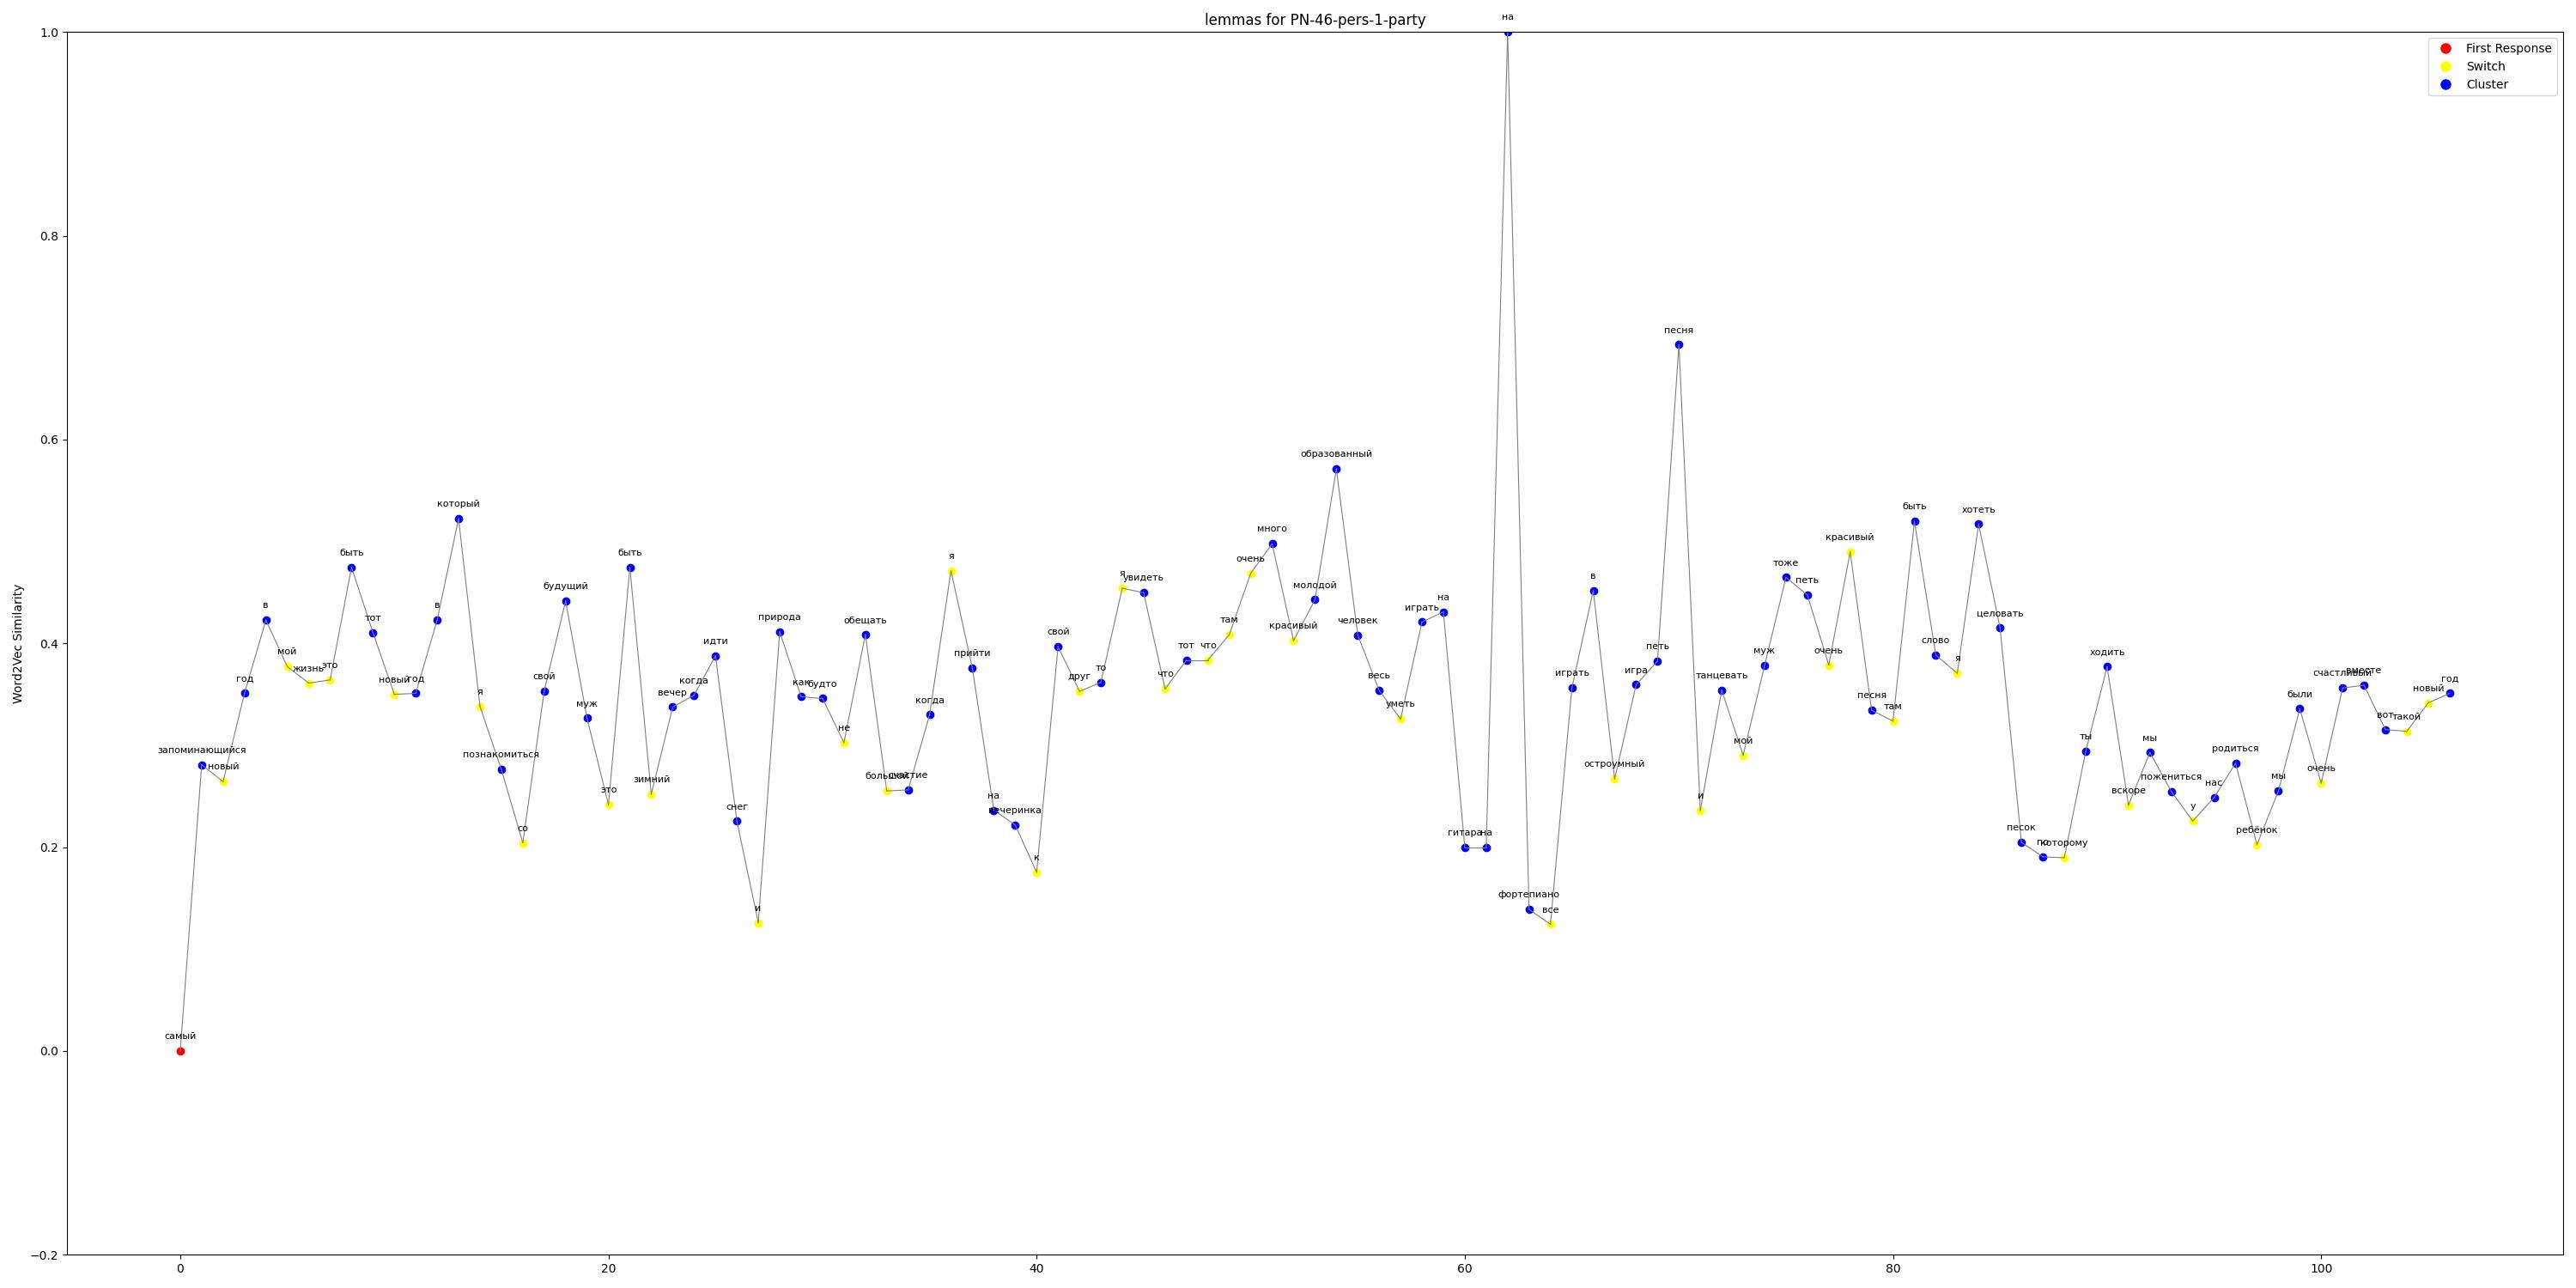 lemmas for PN-46-pers-1-party
First Response
Switch
Cluster
Word2Vec Similarity
1.0
0.8
0.6
0.4
0.2
0.0
−0.2
0
20
40
60
80
100
самый
запоминающийся
новый
год
в
мой
жизнь
это
быть
тот
новый
год
в
который
я
познакомиться
со
свой
будущий
муж
это
быть
зимний
вечер
когда
идти
снег
и
природа
как
будто
не
обещать
большой
счастие
когда
я
прийти
на
вечеринка
к
свой
друг
то
я
увидеть
что
тот
что
там
очень
много
красивый
молодой
образованный
человек
весь
уметь
играть
на
гитара
на
на
фортепиано
все
играть
в
остроумный
игра
петь
песня
и
танцевать
мой
муж
тоже
петь
очень
красивый
песня
там
быть
слово
я
хотеть
целовать
песок
по
которому
ты
ходить
вскоре
мы
пожениться
у
нас
родиться
ребёнок
мы
были
очень
счастливый
вместе
вот
такой
новый
год